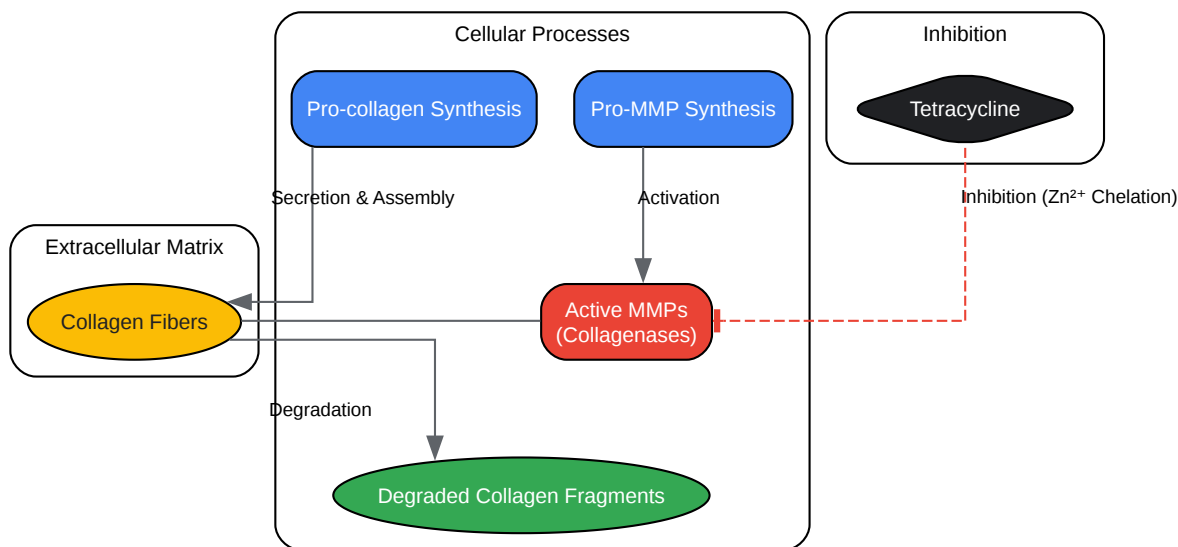 Cellular Processes
Inhibition
Pro-collagen Synthesis
Pro-MMP Synthesis
Tetracycline
Secretion & Assembly
Activation
Inhibition (Zn²⁺ Chelation)
Extracellular Matrix
Collagen Fibers
Active MMPs
(Collagenases)
Degradation
Degraded Collagen Fragments